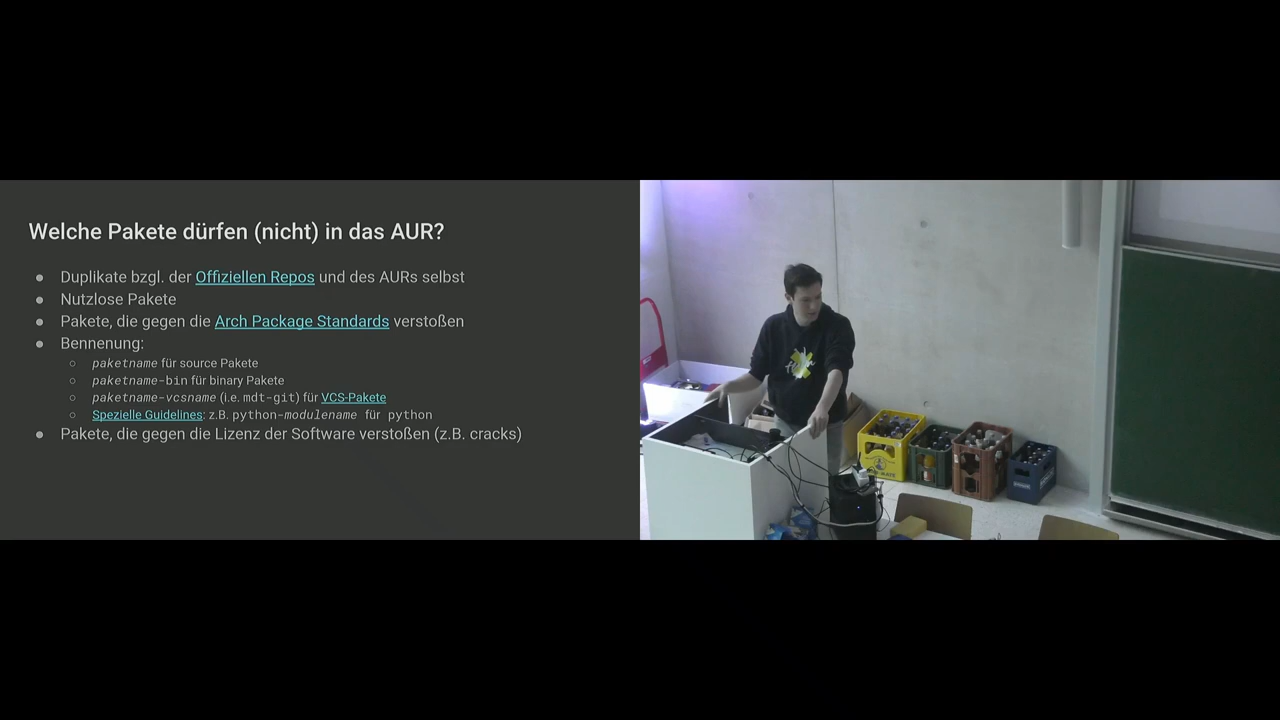 Welche Pakete dürfen (nicht) in das AUR?
Duplikate bzgl. der Offiziellen Repos und des AURs selbst
Nutzlose Pakete
Pakete, die gegen die Arch Package Standards verstoßen
Bennenung:
paketname für source Pakete
paketname-bin für binary Pakete
paketname-vcsname (i.e. mdt-git) für VCS-Pakete
Spezielle Guidelines: z.B. python-modulename für python
Pakete, die gegen die Lizenz der Software verstoßen (z.B. cracks)